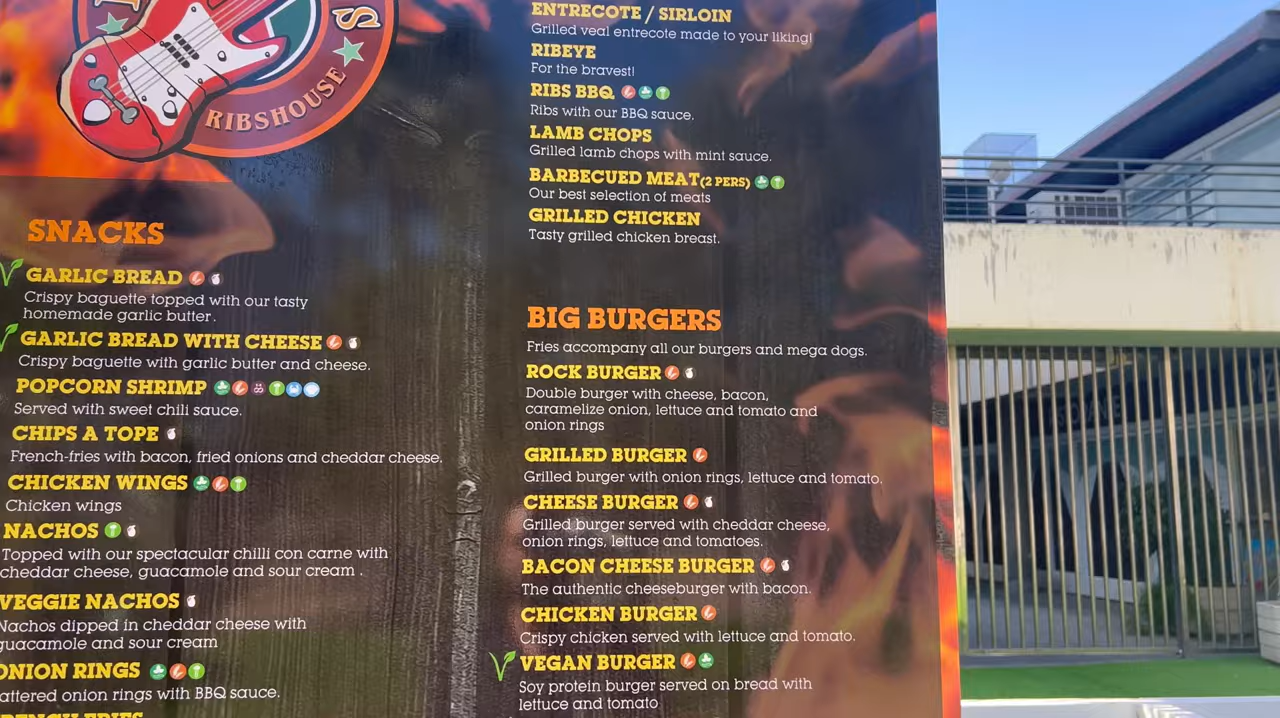 RIBSHOUSE
S
SNACKS
GARLIC BREAD
Crispy baguette topped with our tasty
homemade garlic butter.
GARLIC BREAD WITH CHEESE
Crispy baguette with garlic butter and cheese.
POPCORN SHRIMP
Served with sweet chili sauce.
CHIPS A TOPE
French-fries with bacon, fried onions and cheddar cheese.
CHICKEN WINGS
Chicken wings
NACHOS
Topped with our spectacular chilli con carne with
cheddar cheese, guacamole and sour cream .
VEGGIE NACHOS
Nachos dipped in cheddar cheese with
guacamole and sour cream
ONION RINGS
attered onion rings with BBQ sauce.
ENTRECOTE / SIRLOIN
Grilled veal entrecote made to your liking!
RIBEYE
For the bravest!
RIBS BBQ
Ribs with our BBQ sauce.
LAMB CHOPS
Grilled lamb chops with mint sauce.
BARBECUED MEAT(2 PERS)
Our best selection of meats
GRILLED CHICKEN
Tasty grilled chicken breast.
BIG BURGERS
Fries accompany all our burgers and mega dogs.
ROCK BURGER
Double burger with cheese, bacon,
caramelize onion, lettuce and tomato and
onion rings
GRILLED BURGER
Grilled burger with onion rings, lettuce and tomato.
CHEESE BURGER
Grilled burger served with cheddar cheese,
onion rings, lettuce and tomatoes.
BACON CHEESE BURGER
The authentic cheeseburger with bacon.
CHICKEN BURGER
Crispy chicken served with lettuce and tomato.
VEGAN BURGER
Soy protein burger served on bread with
lettuce and tomato